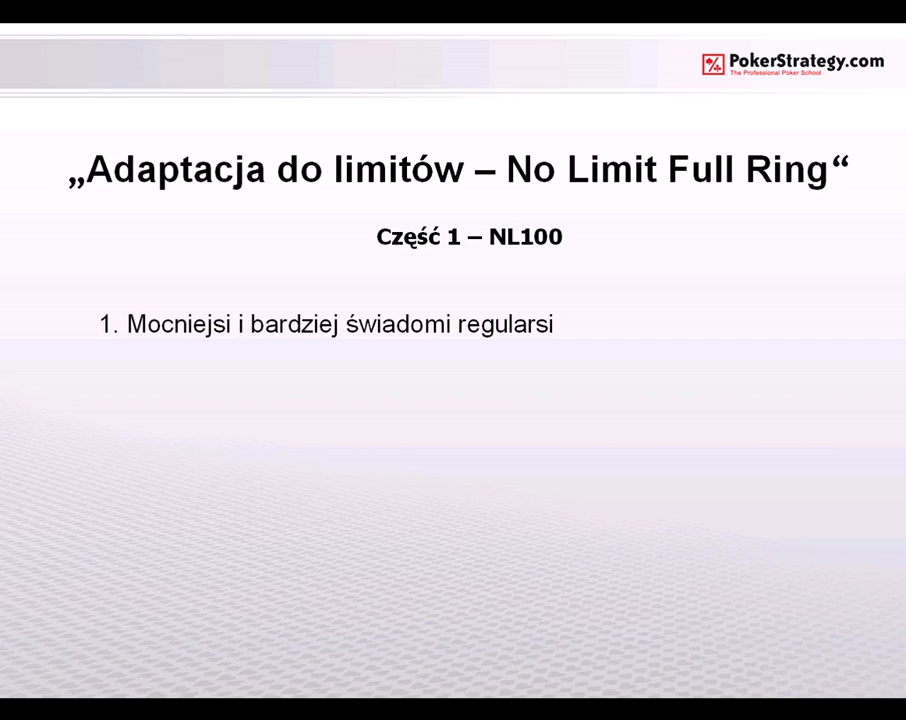 PokerStrategy.com
The Professional Poker School
„Adaptacja do limitów – No Limit Full Ring“
Część 1 – NL100
1. Mocniejsi i bardziej świadomi regularsi